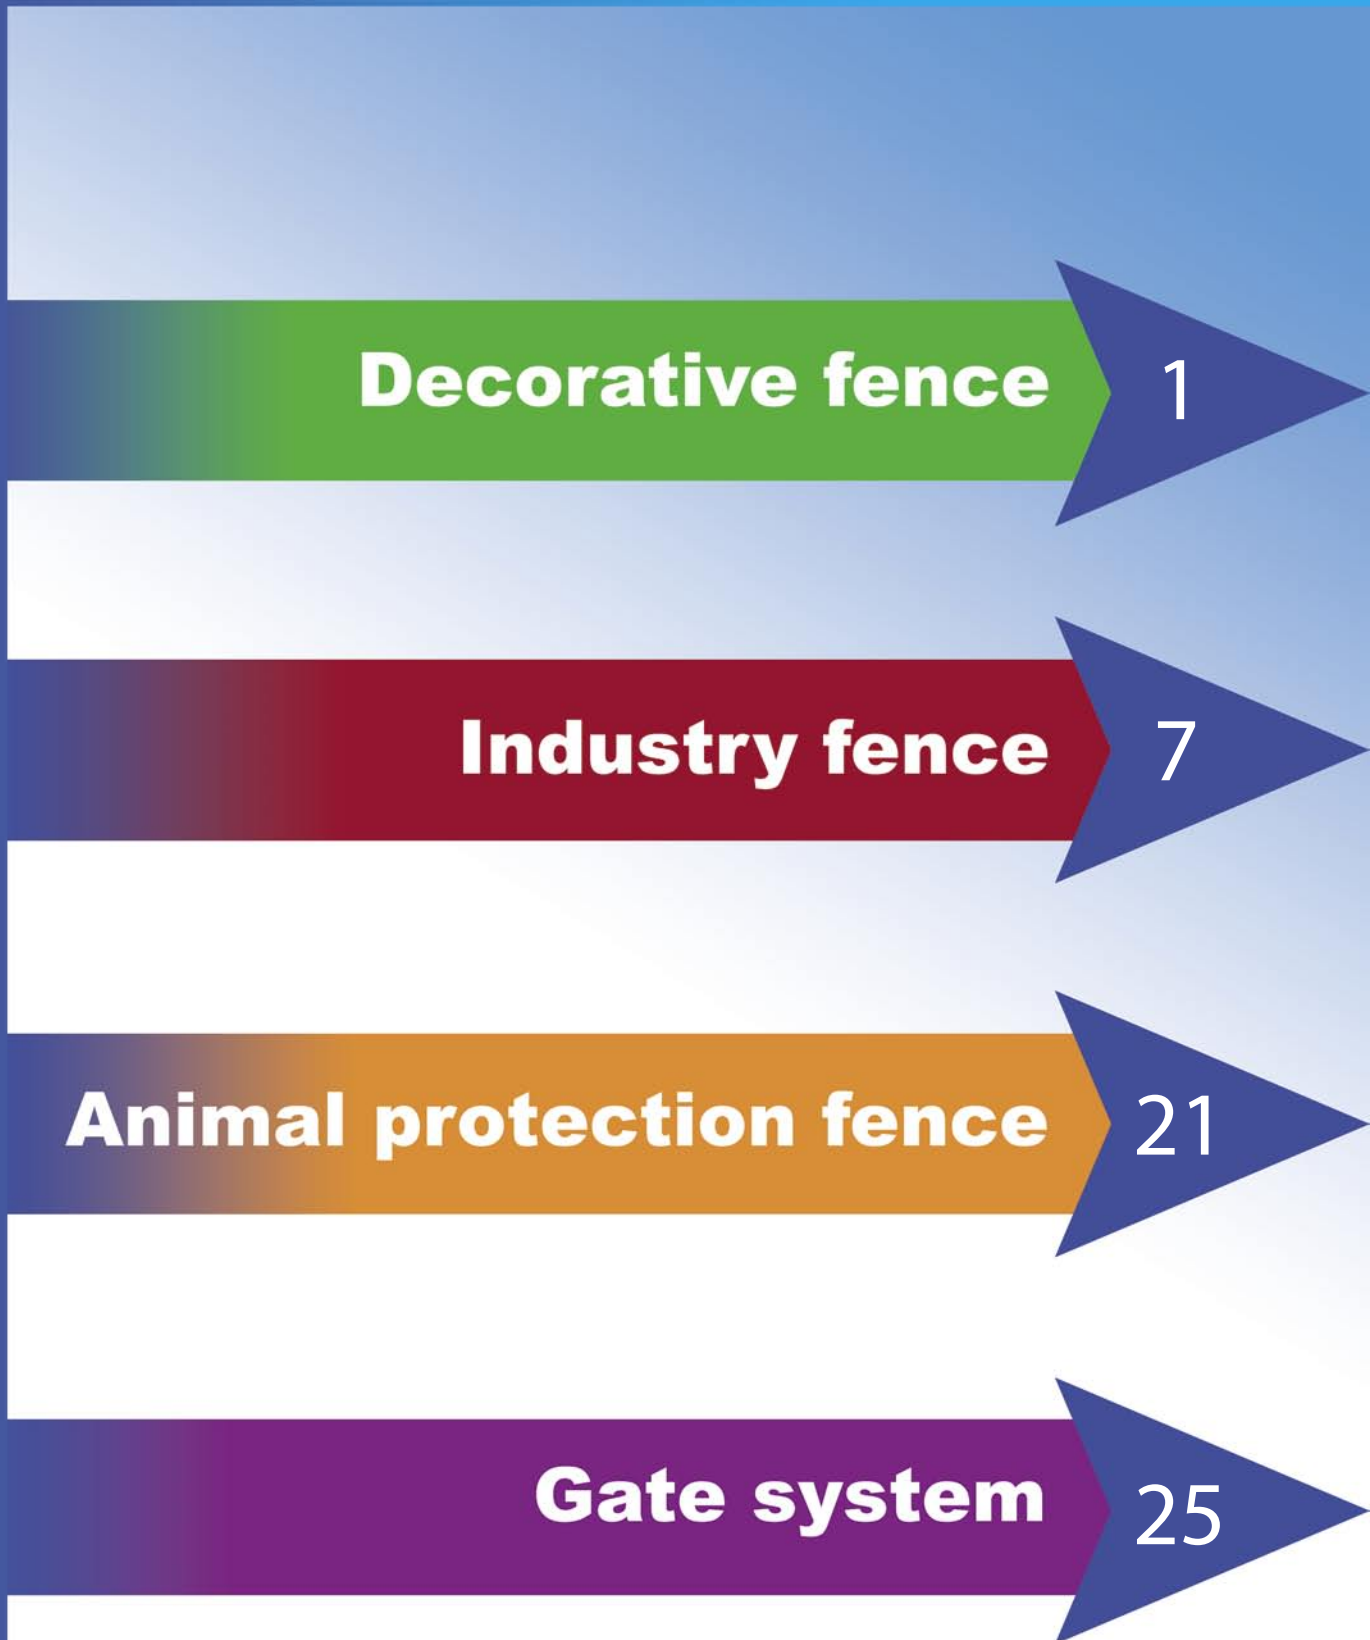 Decorative fence 1
Industry fence 7
Animal protection fence 21
Gate system 25